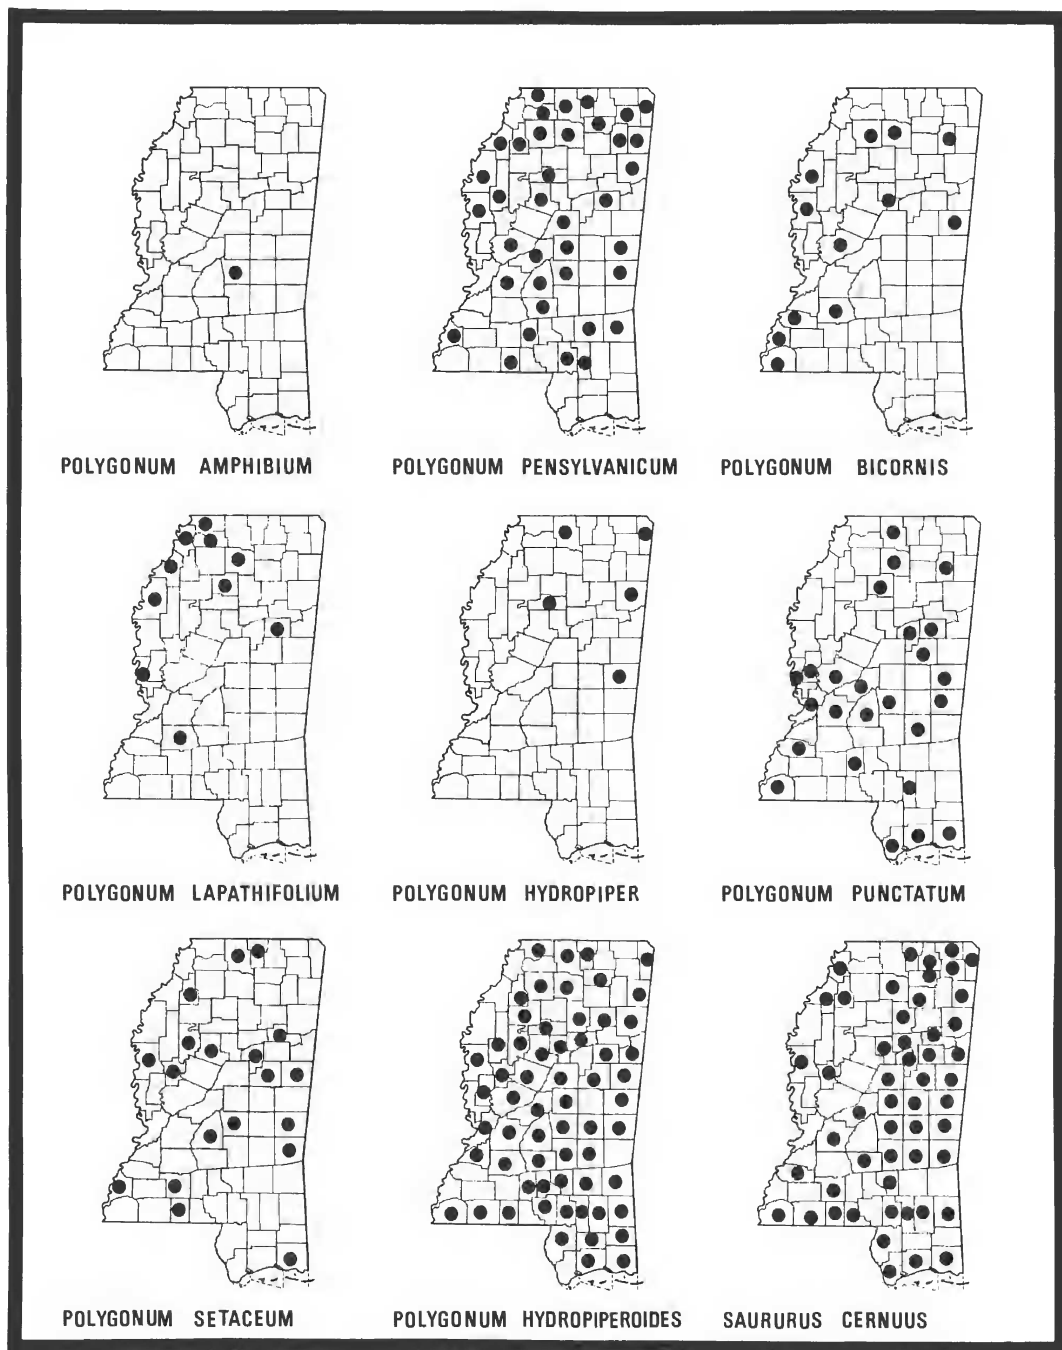 POLYGONUM AMPHIBIUM
POLYGONUM PENSYLVANICUM
POLYGONUM BICORNIS
POLYGONUM LAPATHIFOLIUM
POLYGONUM HYDROPIPER
POLYGONUM PUNCTATUM
POLYGONUM SETACEUM
POLYGONUM HYDROPIPEROIDES
SAURURUS CERNUUS